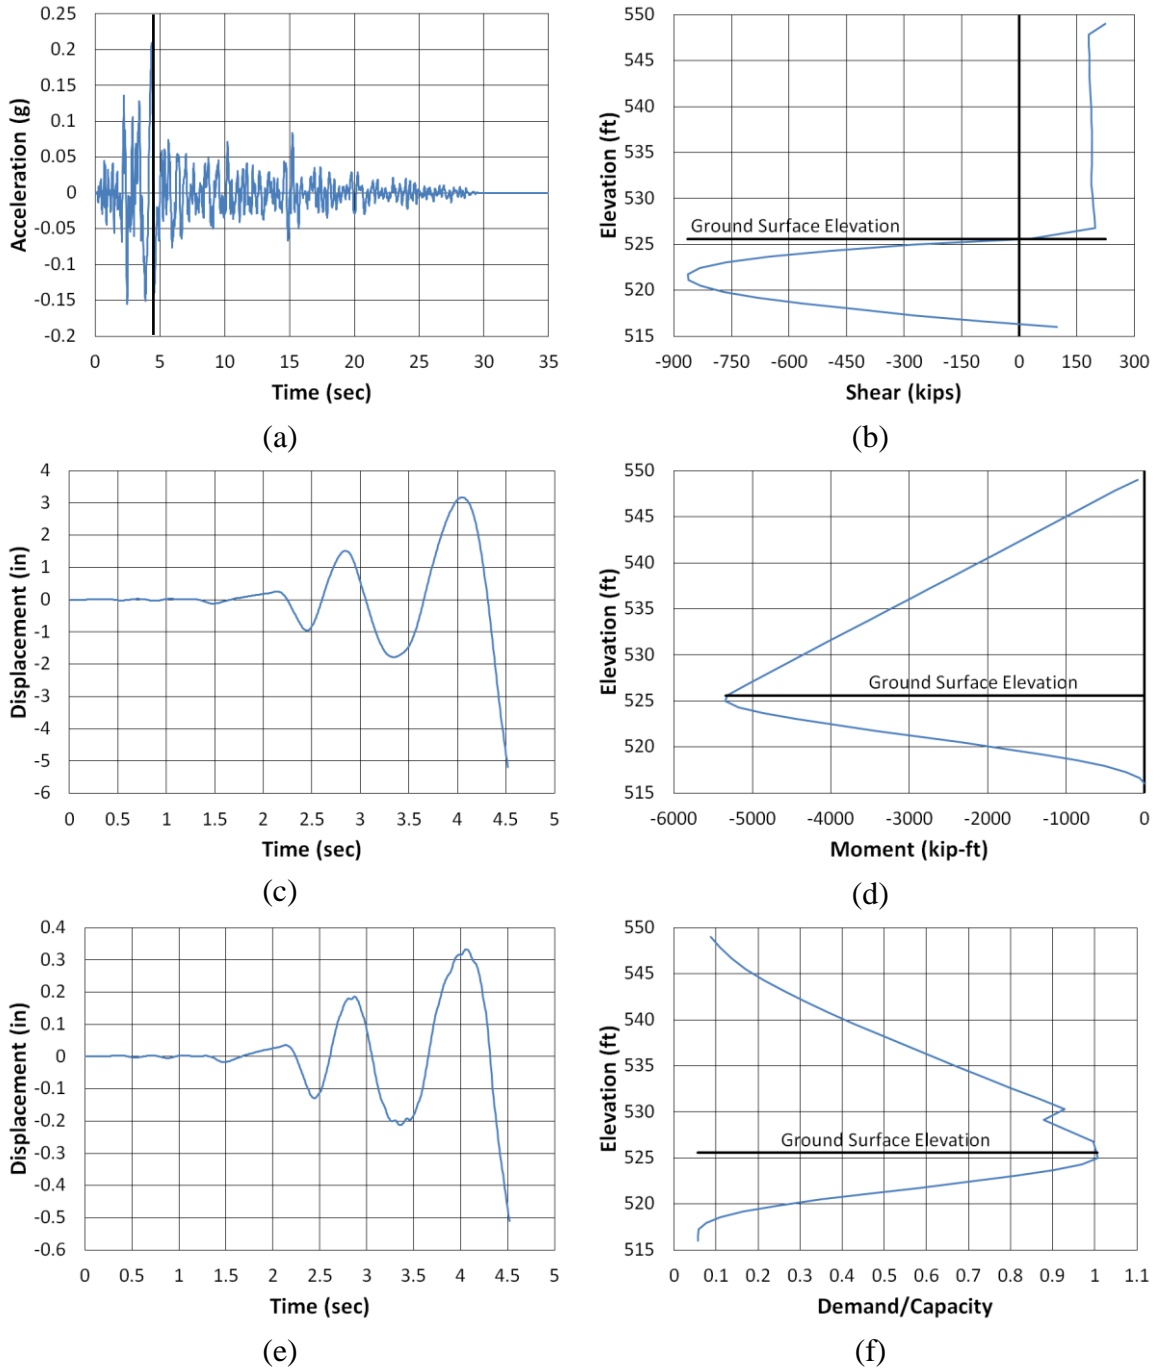 0.25
0.2
0.15
0.1
0.05
0
-0.05
-0.1
-0.15
-0.2
Acceleration (g)
0 5 10 15 20 25 30 35
Time (sec)
(a)
550
545
540
535
530
525
520
515
Elevation (ft)
Ground Surface Elevation
-900 -750 -600 -450 -300 -150 0 150 300
Shear (kips)
(b)
4
3
2
1
0
-1
-2
-3
-4
-5
-6
Displacement (in)
0 0.5 1 1.5 2 2.5 3 3.5 4 4.5 5
Time (sec)
(c)
550
545
540
535
530
525
520
515
Elevation (ft)
Ground Surface Elevation
-6000 -5000 -4000 -3000 -2000 -1000 0
Moment (kip-ft)
(d)
0.4
0.3
0.2
0.1
0
-0.1
-0.2
-0.3
-0.4
-0.5
-0.6
Displacement (in)
0 0.5 1 1.5 2 2.5 3 3.5 4 4.5 5
Time (sec)
(e)
550
545
540
535
530
525
520
515
Elevation (ft)
Ground Surface Elevation
0 0.1 0.2 0.3 0.4 0.5 0.6 0.7 0.8 0.9 1 1.1
Demand/Capacity
(f)